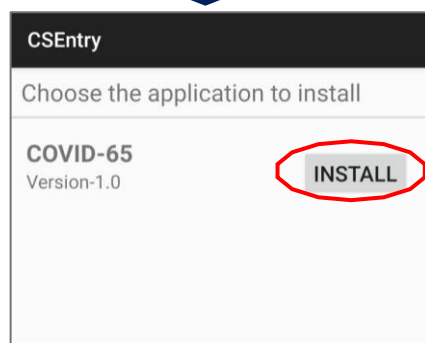 CSEntry
Choose the application to install
COVID-65
INSTALL
Version-1.0